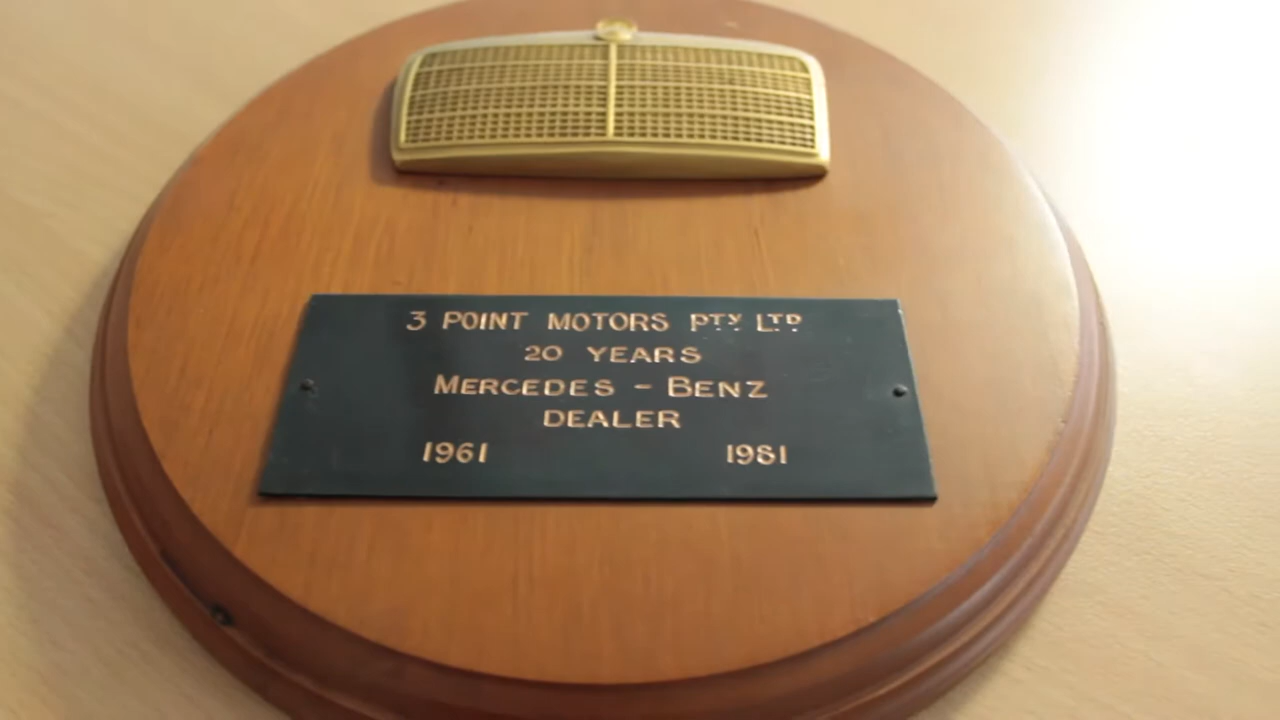 3 POINT MOTORS PTY LTD
20 YEARS
MERCEDES - BENZ
DEALER
1961 1981